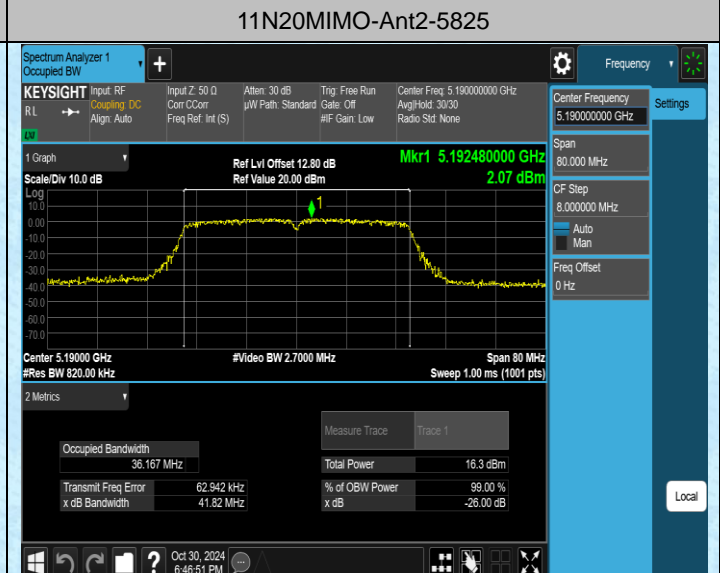 11N20MIMO-Ant2-5825
Spectrum Analyzer 1
Occupied BW
+
Frequency
KEYSIGHT Input: RF Input Z: 50 Ω Atten: 30 dB Trig: Free Run Center Freq: 5.190000000 GHz
RL Coupling: DC Corr CCorr µW Path: Standard Gate: Off Avg|Hold: 30/30
Align: Auto Freq Ref: Int (S) #IF Gain: Low Radio Std: None
LW
Center Frequency
5.190000000 GHz
Settings
Span
80.000 MHz
CF Step
8.000000 MHz
Auto
Man
Freq Offset
0 Hz
1 Graph
Ref Lvl Offset 12.80 dB
Mkr1 5.192480000 GHz
Scale/Div 10.0 dB
Ref Value 20.00 dBm
2.07 dBm
Log
10.0
0.00
-10.0
-20.0
-30.0
-40.0
-50.0
-60.0
-70.0
1
Center 5.19000 GHz #Video BW 2.7000 MHz Span 80 MHz
#Res BW 820.00 kHz Sweep 1.00 ms (1001 pts)
2 Metrics
Measure Trace Trace 1
Occupied Bandwidth
36.167 MHz
Total Power 16.3 dBm
Transmit Freq Error 62.942 kHz % of OBW Power 99.00 %
x dB Bandwidth 41.82 MHz x dB -26.00 dB
Local
? Oct 30, 2024
6:46:51 PM